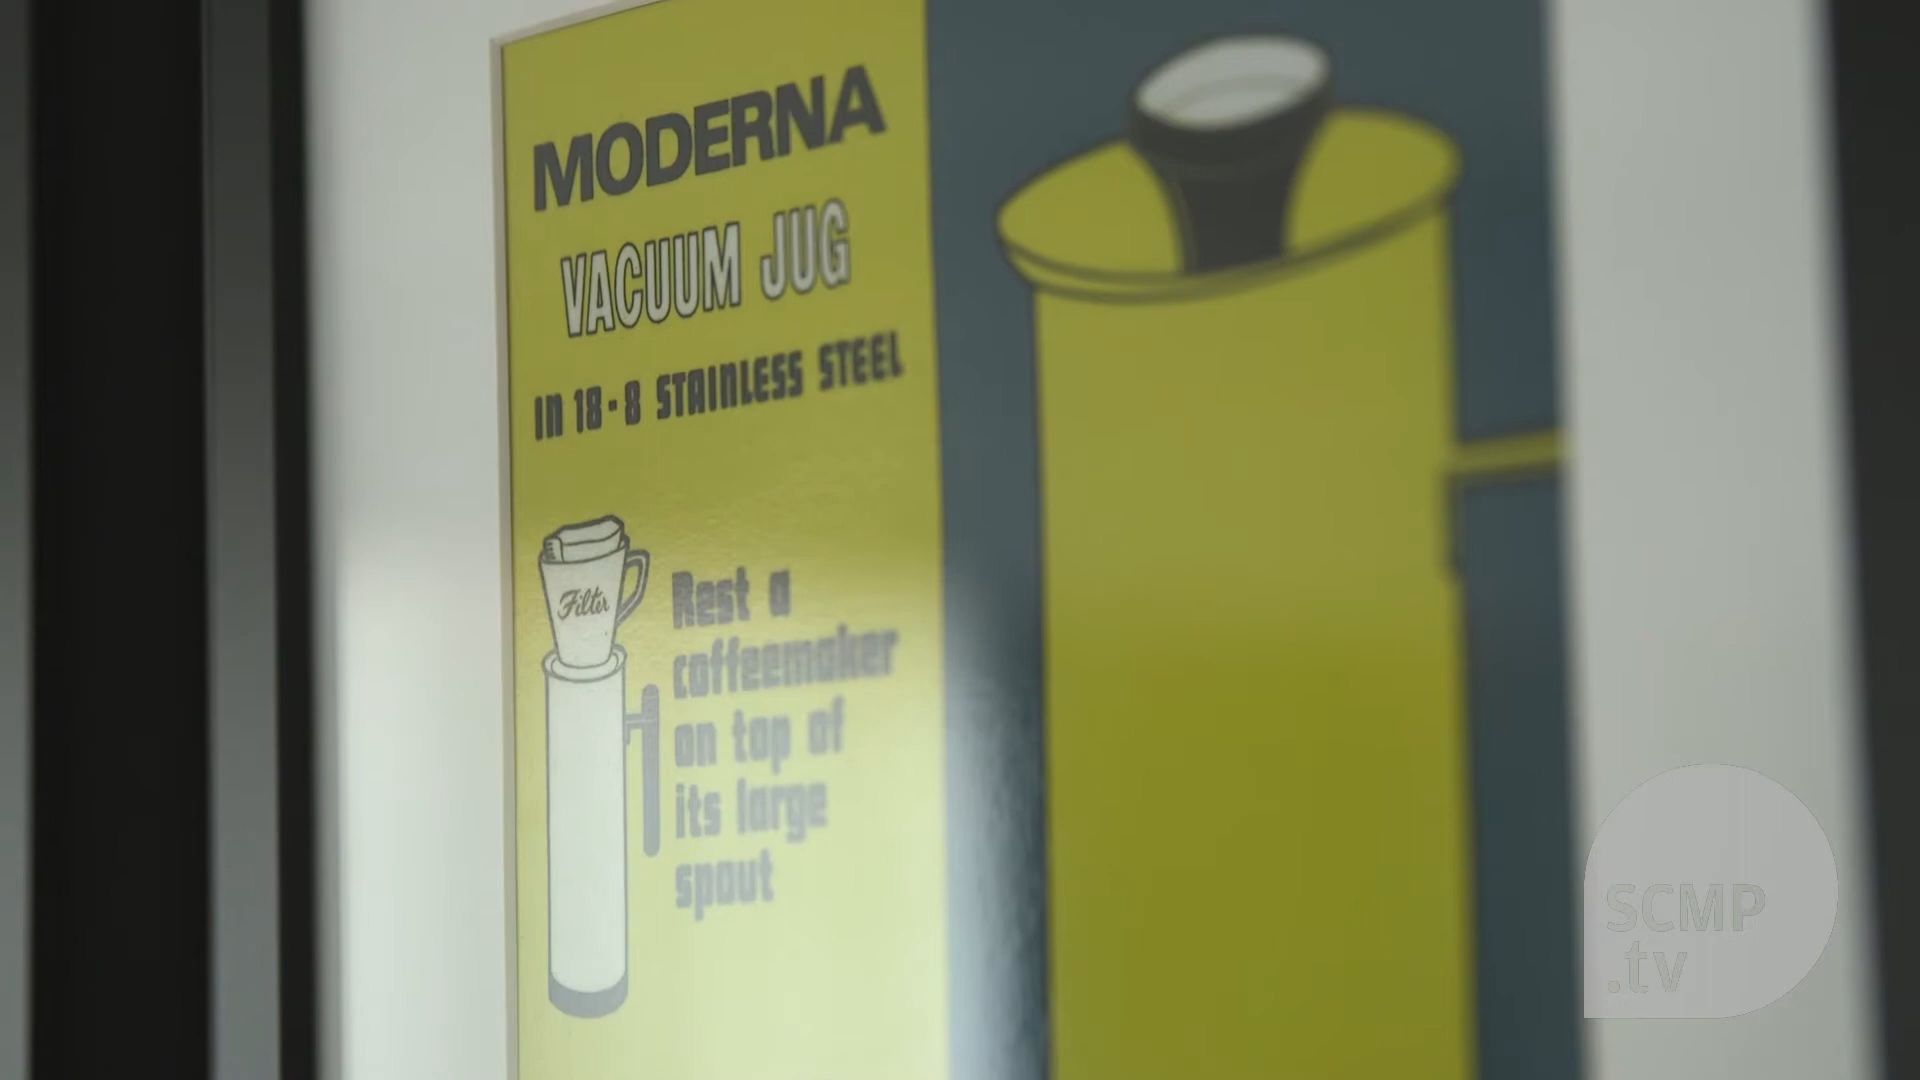 MODERNA
VACUUM JUG
IN 18-8 STAINLESS STEEL
Filter
Rest a
coffeemaker
on top of
its large
spout
SCMP
.tv